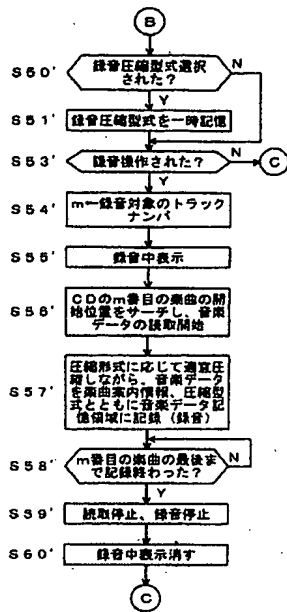 B
S50'
録音圧縮型式選択
された?
N
Y
S51'
録音圧縮型式を一時記憶
S53'
録音操作された?
N
C
Y
S54'
m←録音対象のトラック
ナンバ
S55'
録音中表示
S56'
CDのm番目の楽曲の開
始位置をサーチし、音楽
データの読取開始
S57'
圧縮形式に応じて適宜圧
縮しながら、音楽データ
を楽曲案内情報、圧縮型
式とともに音楽データ記
憶領域に記録(録音)
S58'
m番目の楽曲の最後ま
で記録終わった?
N
Y
S59'
読取停止、録音停止
S60'
録音中表示消す
C